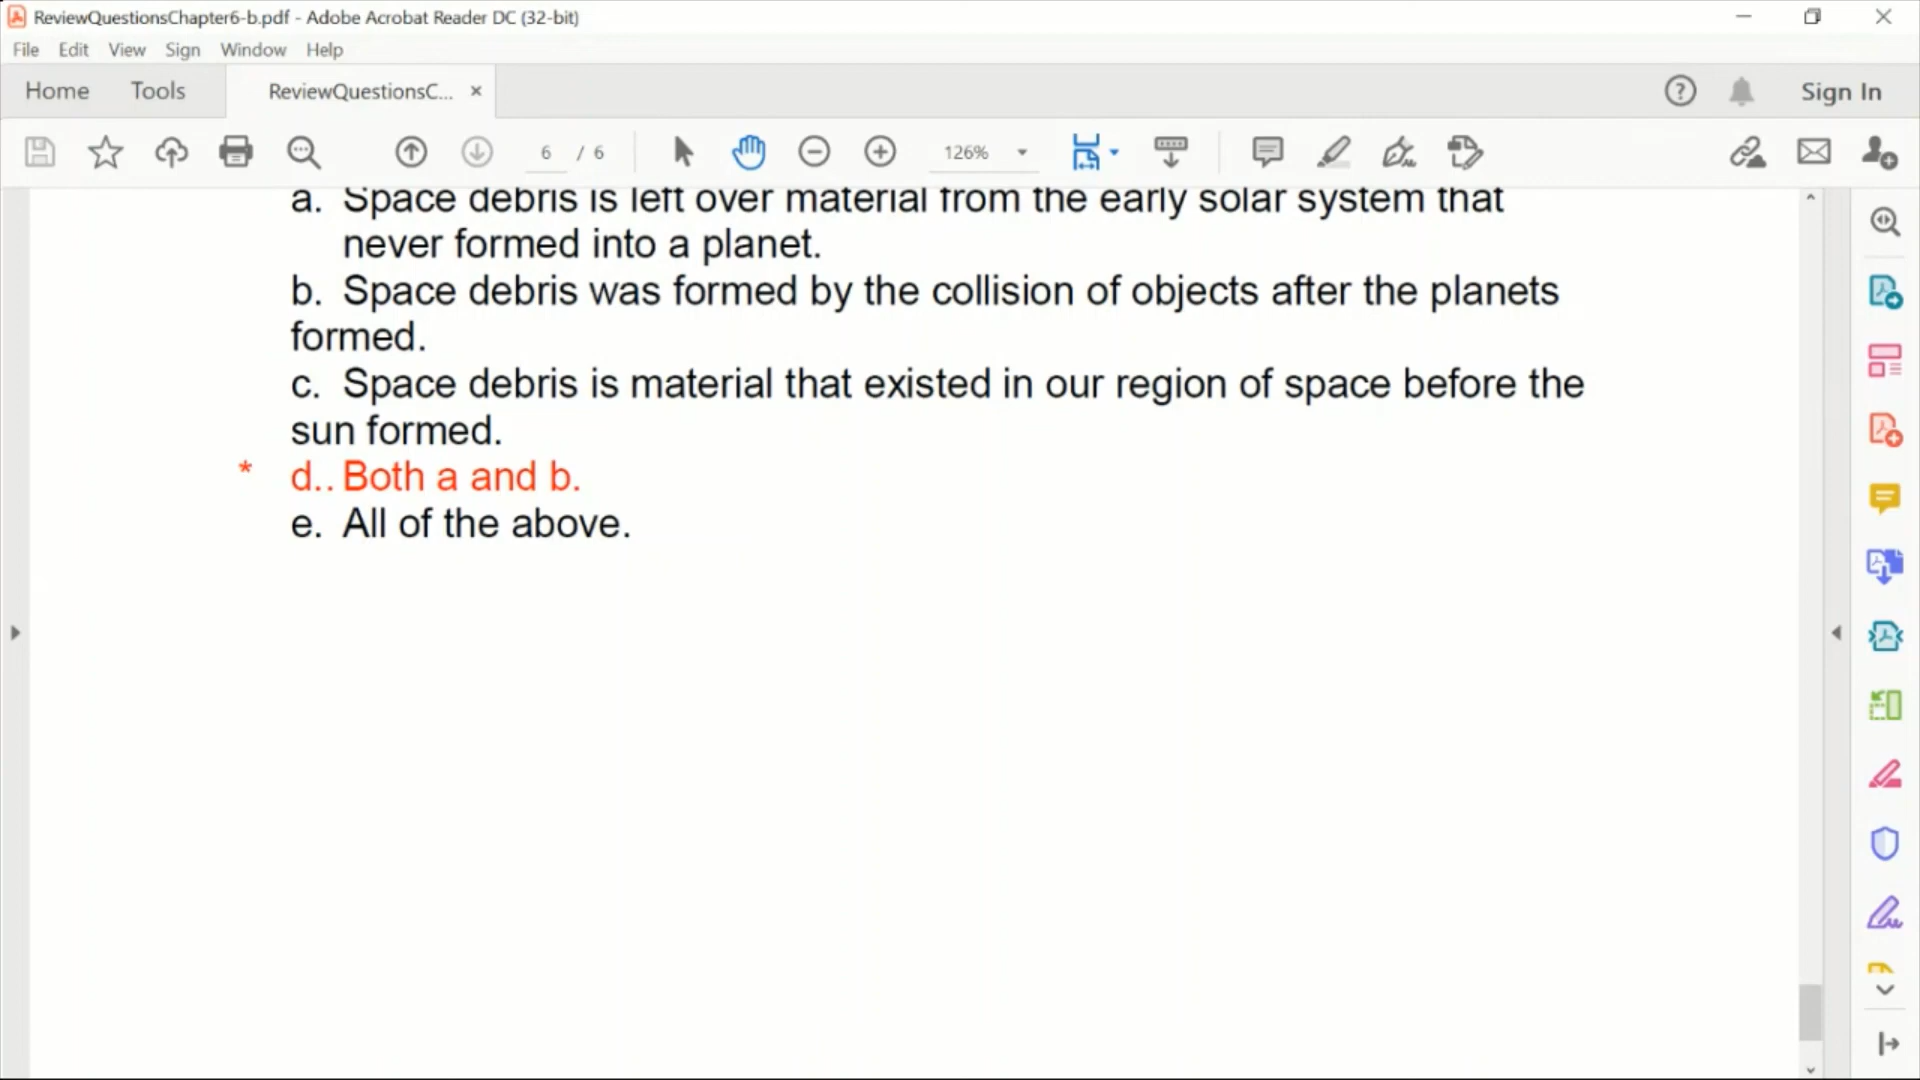 ReviewQuestionsChapter6-b.pdf - Adobe Acrobat Reader DC (32-bit)
File Edit View Sign Window Help
Home Tools ReviewQuestionsC... × Sign In
6 / 6 126%
a. Space debris is left over material from the early solar system that
never formed into a planet.
b. Space debris was formed by the collision of objects after the planets
formed.
c. Space debris is material that existed in our region of space before the
sun formed.
* d.. Both a and b.
e. All of the above.